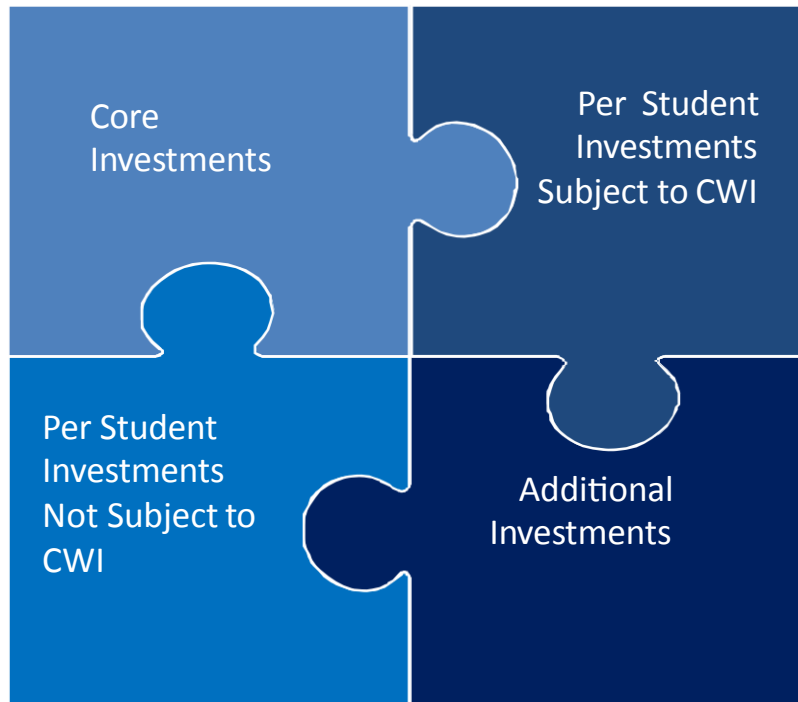 Core
Investments
Per Student
Investments
Subject to CWI
Per Student
Investments
Not Subject to
CWI
Additional
Investments